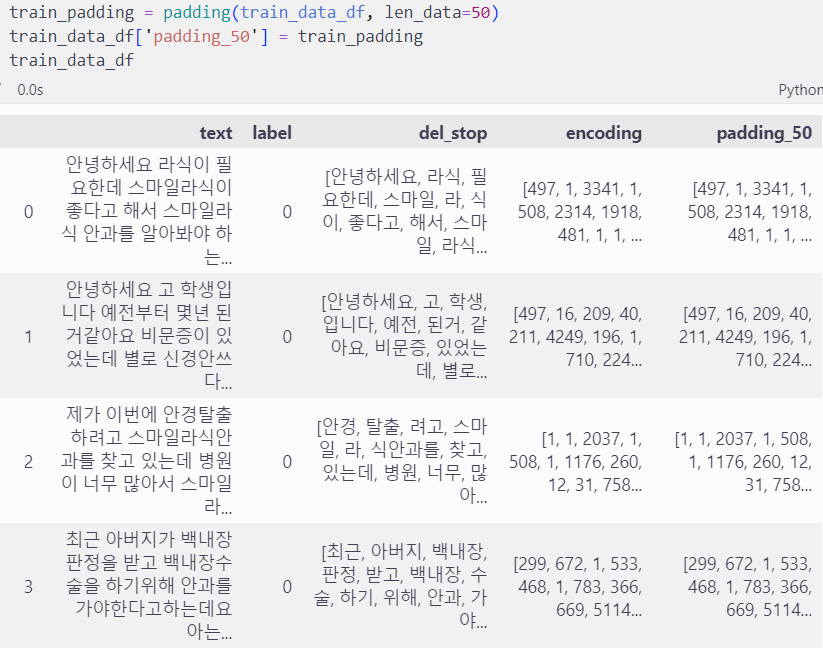 train_padding = padding(train_data_df, len_data=50)
train_data_df['padding_50'] = train_padding
train_data_df
0.0s
Python
text label del_stop encoding padding_50
0
안녕하세요 라식이 필
요한데 스마일라식이
좋다고 해서 스마일라
식 안과를 알아봐야 하
는...
0
[안녕하세요, 라식, 필
요한데, 스마일, 라, 식
이, 좋다고, 해서, 스마
일, 라식...
[497, 1, 3341, 1,
508, 2314, 1918,
481, 1, 1, ...
[497, 1, 3341, 1,
508, 2314, 1918,
481, 1, 1, ...
1
안녕하세요 고 학생입
니다 예전부터 몇년 된
거같아요 비문증이 있
었는데 별로 신경안쓰
다...
0
[안녕하세요, 고, 학생,
입니다, 예전, 된거, 같
아요, 비문증, 있었는
데, 별로...
[497, 16, 209, 40,
211, 4249, 196, 1,
710, 224...
[497, 16, 209, 40,
211, 4249, 196, 1,
710, 224...
2
제가 이번에 안경탈출
하려고 스마일라식안
과를 찾고 있는데 병원
이 너무 많아서 스마일
라...
0
[안경, 탈출, 려고, 스마
일, 라, 식안과를, 찾고,
있는데, 병원, 너무, 많
아...
[1, 1, 2037, 1,
508, 1, 1176, 260,
12, 31, 758...
[1, 1, 2037, 1, 508,
1, 1176, 260, 12,
31, 758...
3
최근 아버지가 백내장
판정을 받고 백내장수
술을 하기위해 안과를
가야한다고하는데요
아는...
0
[최근, 아버지, 백내장,
판정, 받고, 백내장, 수
술, 하기, 위해, 안과, 가
야...
[299, 672, 1, 533,
468, 1, 783, 366,
669, 5114...
[299, 672, 1, 533,
468, 1, 783, 366,
669, 5114...